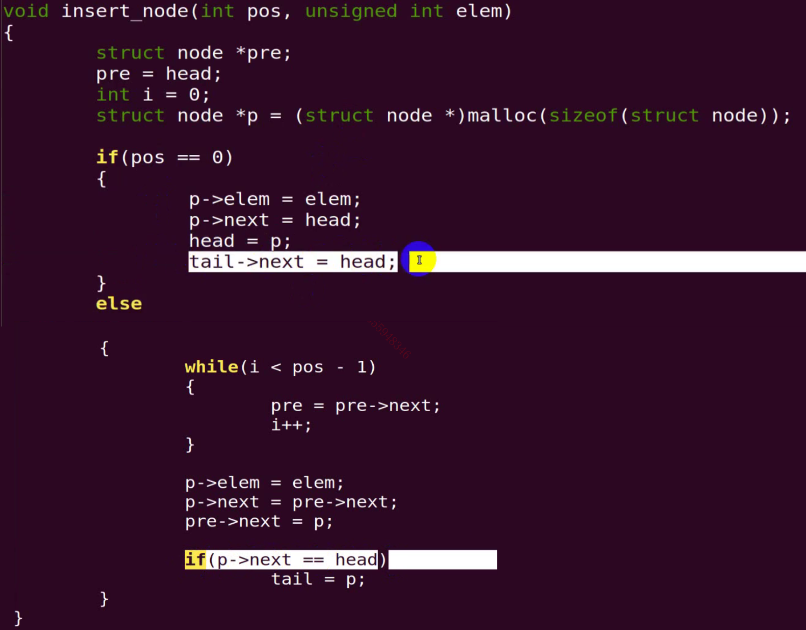 void insert_node(int pos, unsigned int elem)
{
        struct node *pre;
        pre = head;
        int i = 0;
        struct node *p = (struct node *)malloc(sizeof(struct node));

        if(pos == 0)
        {
                p->elem = elem;
                p->next = head;
                head = p;
                tail->next = head;
        }
        else

        {
                while(i < pos - 1)
                {
                        pre = pre->next;
                        i++;
                }

                p->elem = elem;
                p->next = pre->next;
                pre->next = p;

                if(p->next == head)
                        tail = p;
        }
}